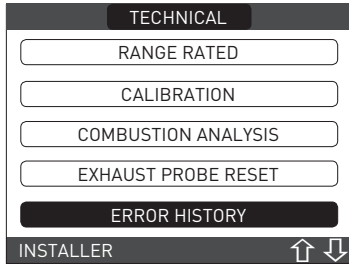 TECHNICAL
RANGE RATED
CALIBRATION
COMBUSTION ANALYSIS
EXHAUST PROBE RESET
ERROR HISTORY
INSTALLER